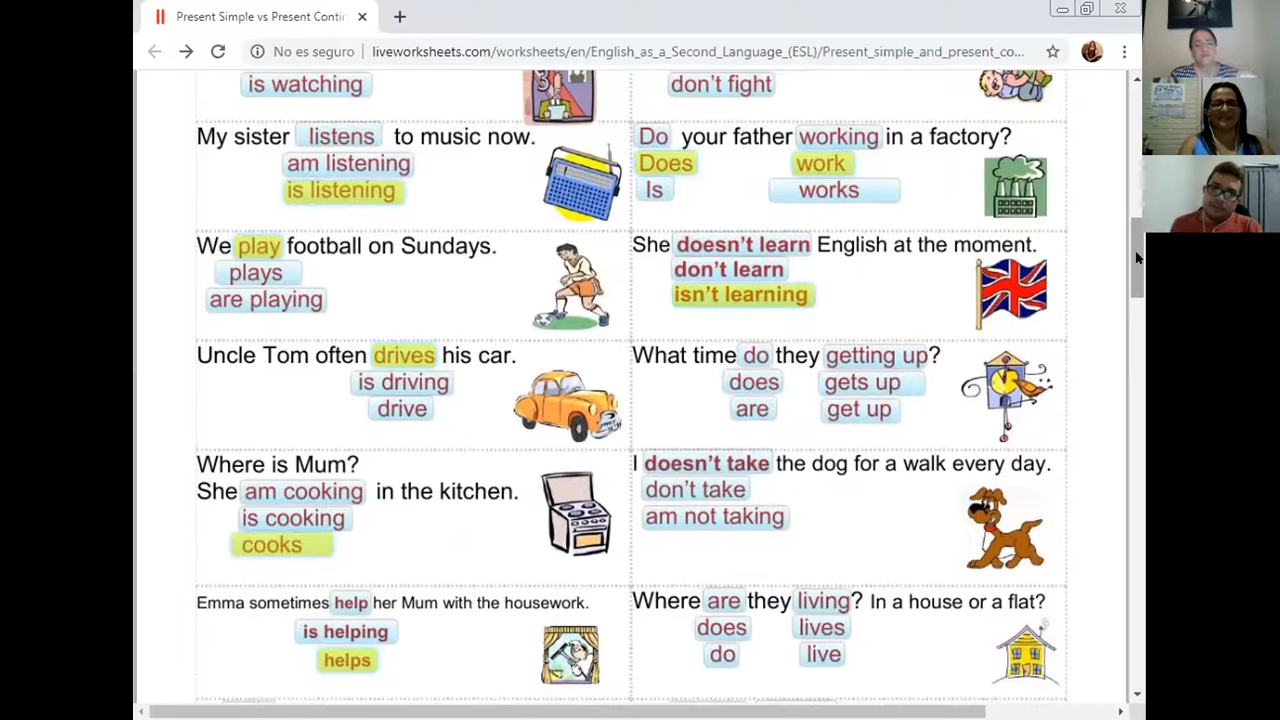 Present Simple vs Present Contin
No es seguro | liveworksheets.com/worksheets/en/English_as_a_Second_Language_(ESL)/Present_simple_and_present_co...
is watching
don't fight
My sister listens to music now.
am listening
is listening
Do your father working in a factory?
Does work
Is works
We play football on Sundays.
plays
are playing
She doesn't learn English at the moment.
don't learn
isn't learning
Uncle Tom often drives his car.
is driving
drive
What time do they getting up?
does gets up
are get up
Where is Mum?
She am cooking in the kitchen.
is cooking
cooks
I doesn't take the dog for a walk every day.
don't take
am not taking
Emma sometimes help her Mum with the housework.
is helping
helps
Where are they living? In a house or a flat?
does lives
do live